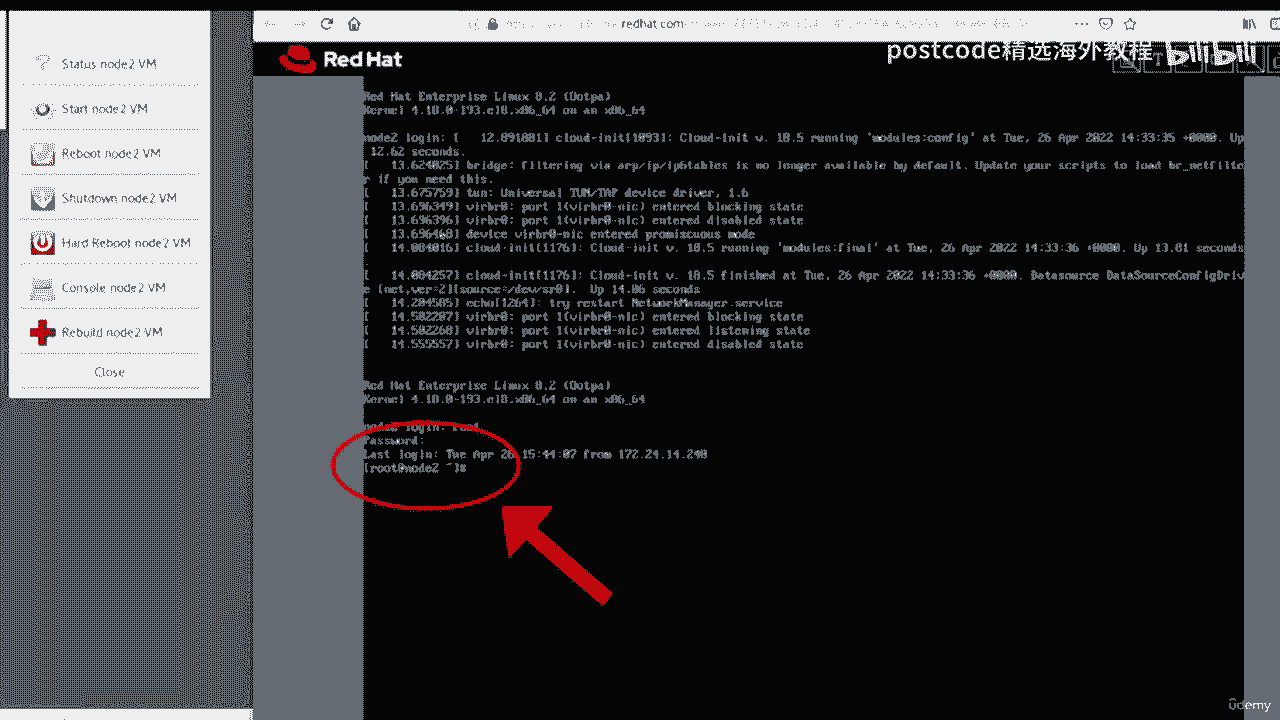 redhat.com
postcode精选海外教程 bilibili
Red Hat
Status node2 VM
Start node2 VM
Reboot node2 VM
Shutdown node2 VM
Hard Reboot node2 VM
Console node2 VM
Rebuild node2 VM
Close
Red Hat Enterprise Linux 8.2 (Ootpa)
Kernel 4.18.0-193.el8.x86_64 on an x86_64
node2 login: [ 12.091881] cloud-init[1093]: Cloud-init v. 18.5 running 'modules:config' at Tue, 26 Apr 2022 14:33:35 +0000. Up
12.62 seconds.
[ 13.624025] bridge: filtering via arp/ip/ip6tables is no longer available by default. Update your scripts to load br_netfilte
r if you need this.
[ 13.675759] tun: Universal TUN/TAP device driver, 1.6
[ 13.696349] virbr0: port 1(virbr0-nic) entered blocking state
[ 13.696396] virbr0: port 1(virbr0-nic) entered disabled state
[ 13.696468] device virbr0-nic entered promiscuous mode
[ 14.004016] cloud-init[1176]: Cloud-init v. 18.5 running 'modules:final' at Tue, 26 Apr 2022 14:33:36 +0000. Up 13.81 seconds
.
[ 14.004257] cloud-init[1176]: Cloud-init v. 18.5 finished at Tue, 26 Apr 2022 14:33:36 +0000. Datasource DataSourceConfigDriv
e [net,ver=2][source=/dev/sr0]. Up 14.06 seconds
[ 14.204505] echo[1264]: try restart NetworkManager.service
[ 14.502207] virbr0: port 1(virbr0-nic) entered blocking state
[ 14.502260] virbr0: port 1(virbr0-nic) entered listening state
[ 14.559557] virbr0: port 1(virbr0-nic) entered disabled state
Red Hat Enterprise Linux 8.2 (Ootpa)
Kernel 4.18.0-193.el8.x86_64 on an x86_64
node2 login: root
Password:
Last login: Tue Apr 26 15:44:07 from 172.24.14.240
[root@node2 ~]#
Udemy